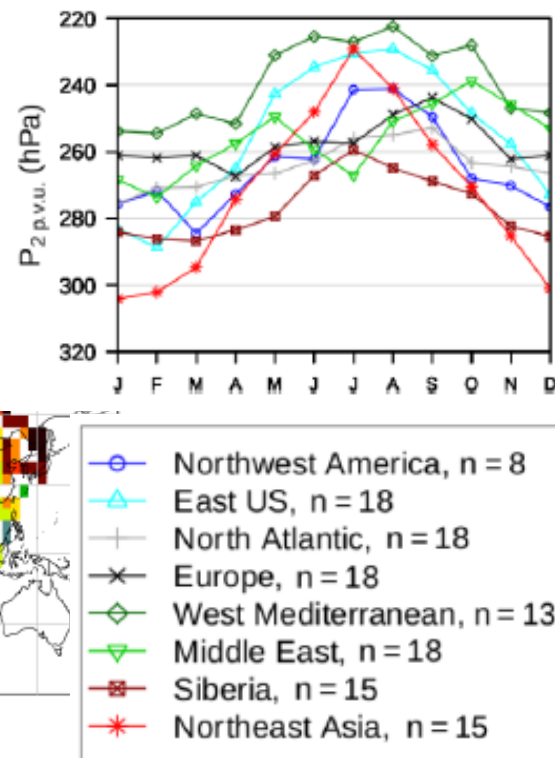 220
240
260
280
300
320
P2 p.v.u. (hPa)
J F M A M J J A S O N D
Northwest America, n = 8
East US, n = 18
North Atlantic, n = 18
Europe, n = 18
West Mediterranean, n = 13
Middle East, n = 18
Siberia, n = 15
Northeast Asia, n = 15